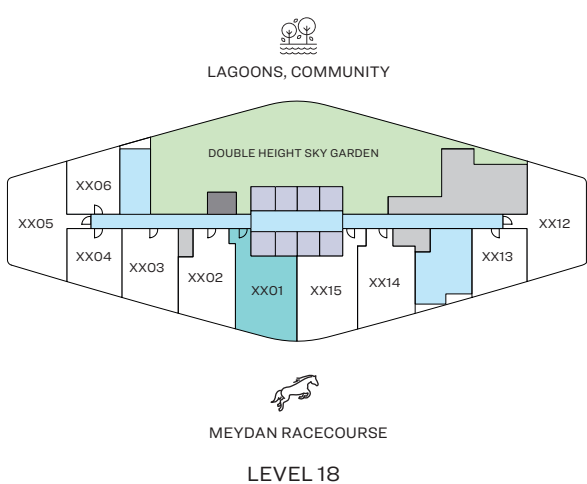 LAGOONS, COMMUNITY
DOUBLE HEIGHT SKY GARDEN
XX06
XX05
XX12
XX04
XX03
XX02
XX01
XX15
XX14
XX13
MEYDAN RACECOURSE
LEVEL 18